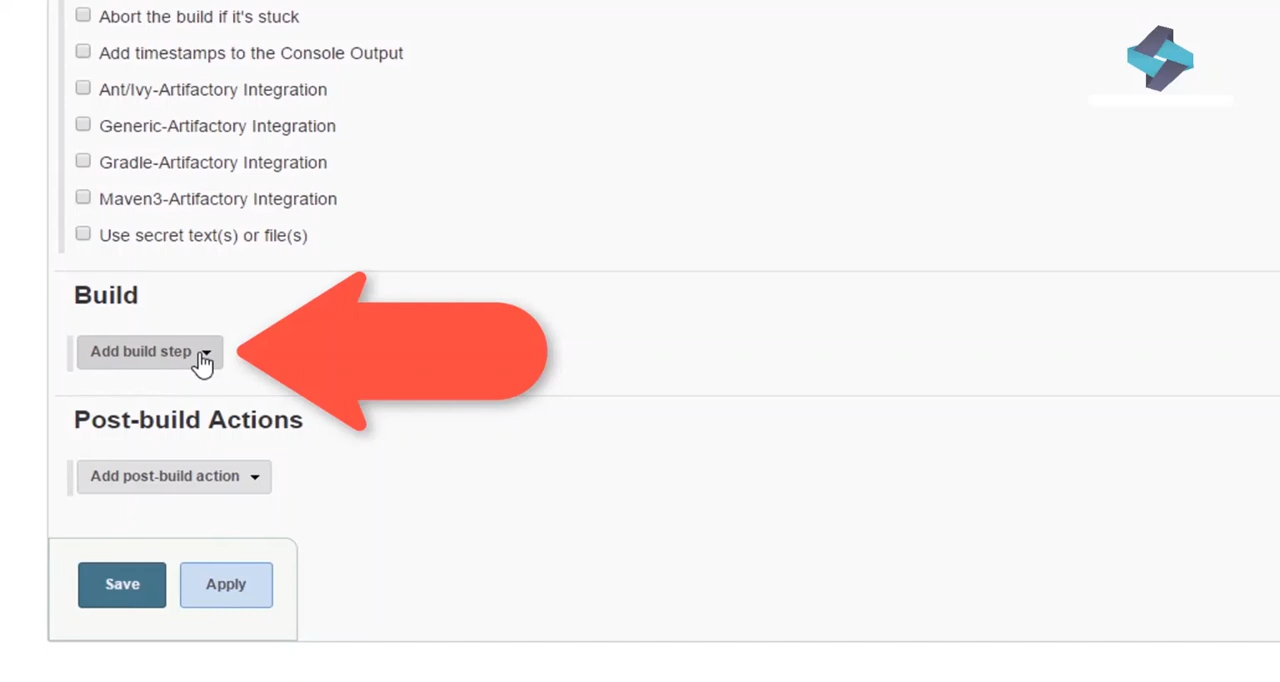 Abort the build if it's stuck
Add timestamps to the Console Output
Ant/Ivy-Artifactory Integration
Generic-Artifactory Integration
Gradle-Artifactory Integration
Maven3-Artifactory Integration
Use secret text(s) or file(s)
Build
Add build step
Post-build Actions
Add post-build action
Save Apply